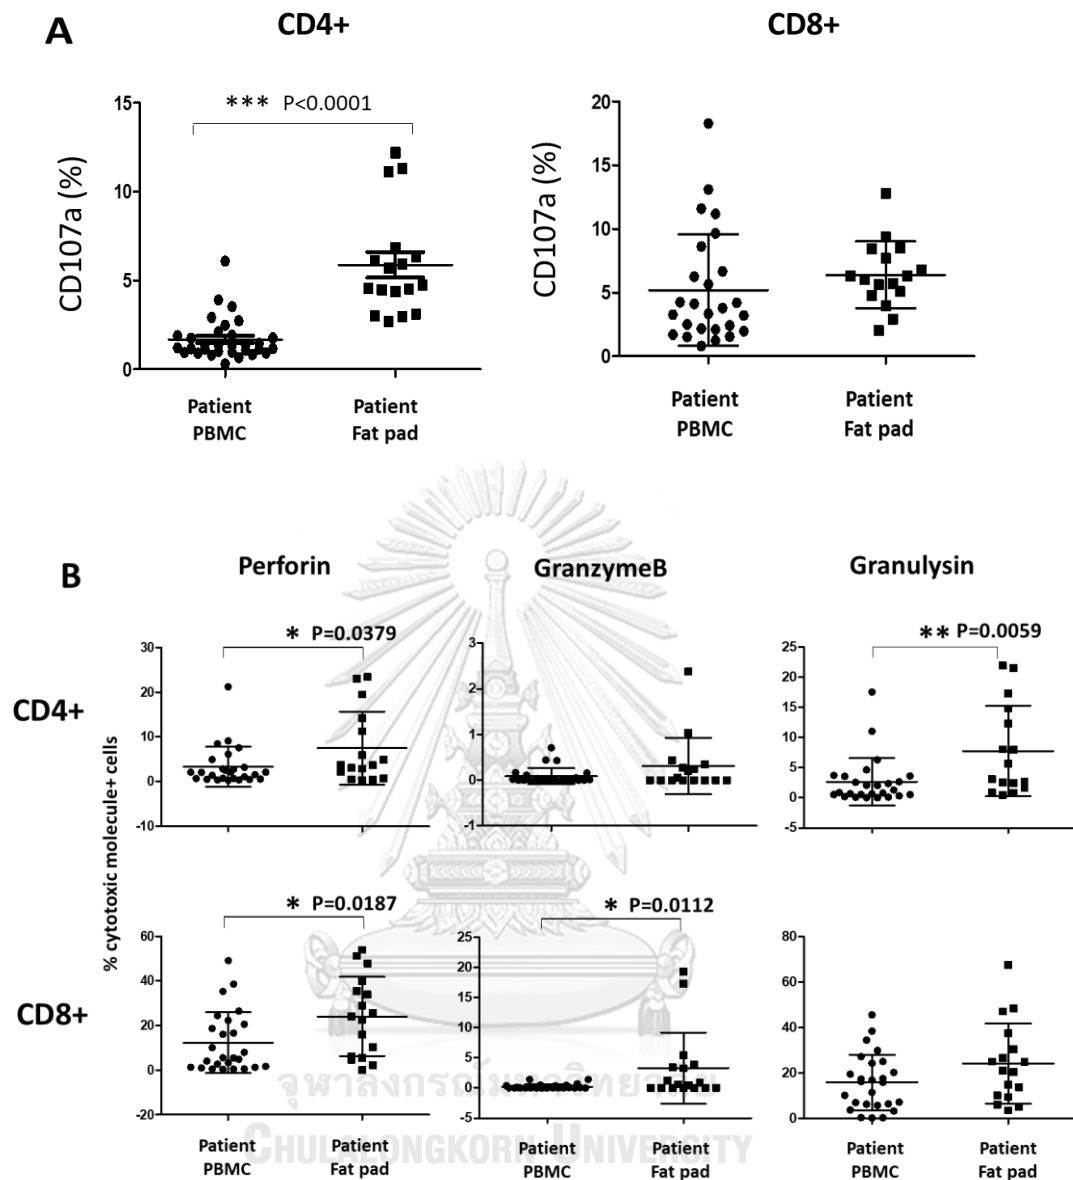 A
CD4+
CD8+
*** P<0.0001
CD107a (%)
15
10
5
0
Patient
PBMC
Patient
Fat pad
CD107a (%)
20
15
10
5
0
Patient
PBMC
Patient
Fat pad
B
Perforin
GranzymeB
Granulysin
CD4+
% cytotoxic molecule+ cells
* P=0.0379
30
20
10
0
-10
3
2
1
0
-1
** P=0.0059
25
20
15
10
5
0
-5
CD8+
* P=0.0187
60
40
20
0
-20
* P=0.0112
25
20
15
10
5
0
-5
80
60
40
20
0
Patient
PBMC
Patient
Fat pad
Patient
PBMC
Patient
Fat pad
Patient
PBMC
Patient
Fat pad
จุฬาลงกรณ์มหาวิทยาลัย
CHULALONGKORN UNIVERSITY